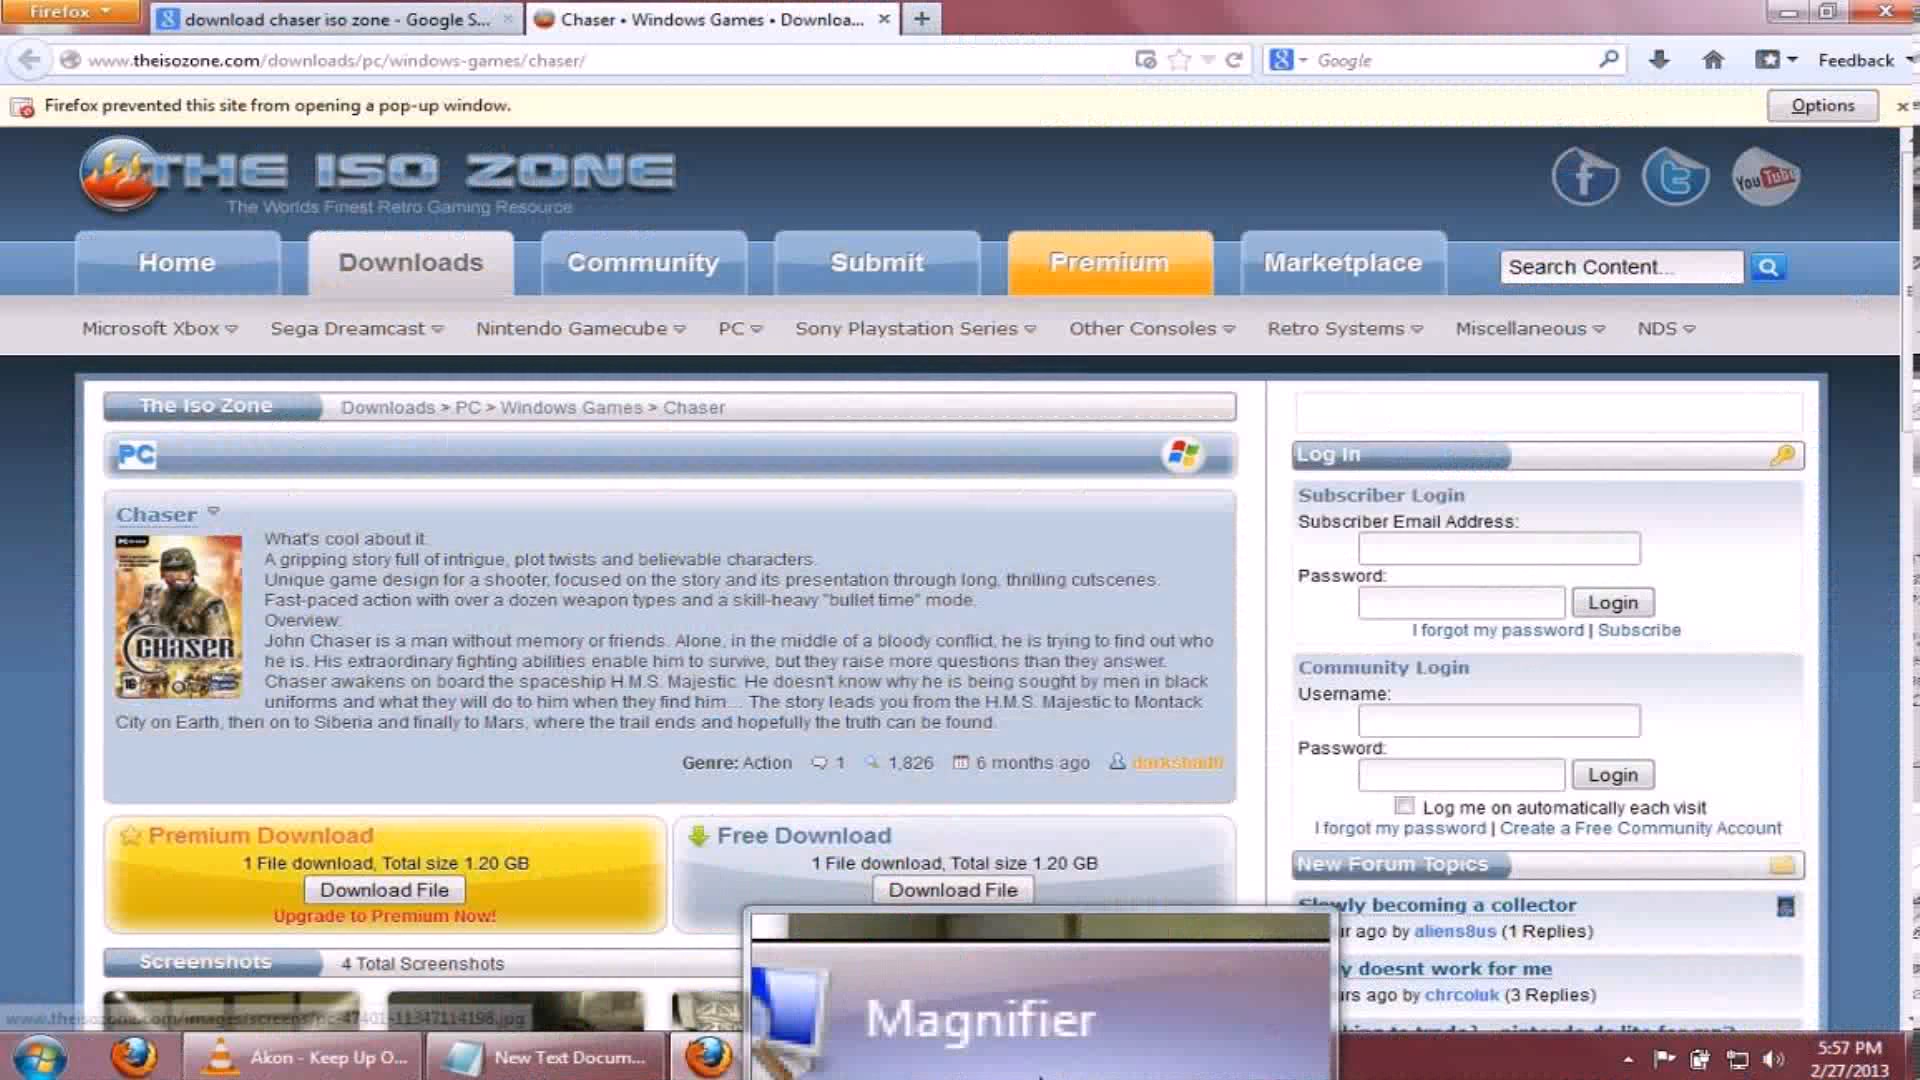 Firefox
download chaser iso zone - Google S...
Chaser • Windows Games • Downloa...
www.theisozone.com/downloads/pc/windows-games/chaser/
Google
Feedback
Firefox prevented this site from opening a pop-up window.
Options
THE ISO ZONE
The Worlds Finest Retro Gaming Resource
You Tube
Home
Downloads
Community
Submit
Premium
Marketplace
Search Content...
Microsoft Xbox
Sega Dreamcast
Nintendo Gamecube
PC
Sony Playstation Series
Other Consoles
Retro Systems
Miscellaneous
NDS
The Iso Zone
Downloads > PC > Windows Games > Chaser
PC
Chaser
CHASER
What's cool about it:
A gripping story full of intrigue, plot twists and believable characters.
Unique game design for a shooter, focused on the story and its presentation through long, thrilling cutscenes.
Fast-paced action with over a dozen weapon types and a skill-heavy "bullet time" mode.
Overview:
John Chaser is a man without memory or friends. Alone, in the middle of a bloody conflict, he is trying to find out who
he is. His extraordinary fighting abilities enable him to survive, but they raise more questions than they answer.
Chaser awakens on board the spaceship H.M.S. Majestic. He doesn't know why he is being sought by men in black
uniforms and what they will do to him when they find him... The story leads you from the H.M.S. Majestic to Montack
City on Earth, then on to Siberia and finally to Mars, where the trail ends and hopefully the truth can be found.
Genre: Action 1 1,826 6 months ago
Premium Download
1 File download, Total size 1.20 GB
Download File
Upgrade to Premium Now!
Free Download
1 File download, Total size 1.20 GB
Download File
Screenshots
4 Total Screenshots
Log In
Subscriber Login
Subscriber Email Address:
Password:
Login
I forgot my password | Subscribe
Community Login
Username:
Password:
Login
Log me on automatically each visit
I forgot my password | Create a Free Community Account
New Forum Topics
Slowly becoming a collector
ago by aliens8us (1 Replies)
doesnt work for me
ago by chrcoluk (3 Replies)
www.theisozone.com/images/screens/pc-47401-11347114198.jpg
Magnifier
Akon - Keep Up O...
New Text Docum...
5:57 PM
2/27/2013